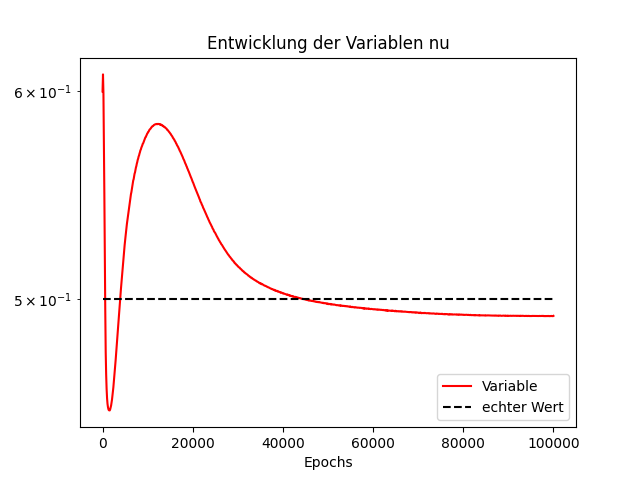 Entwicklung der Variablen nu
6 × 10⁻¹
5 × 10⁻¹
Variable
echter Wert
0 20000 40000 60000 80000 100000
Epochs